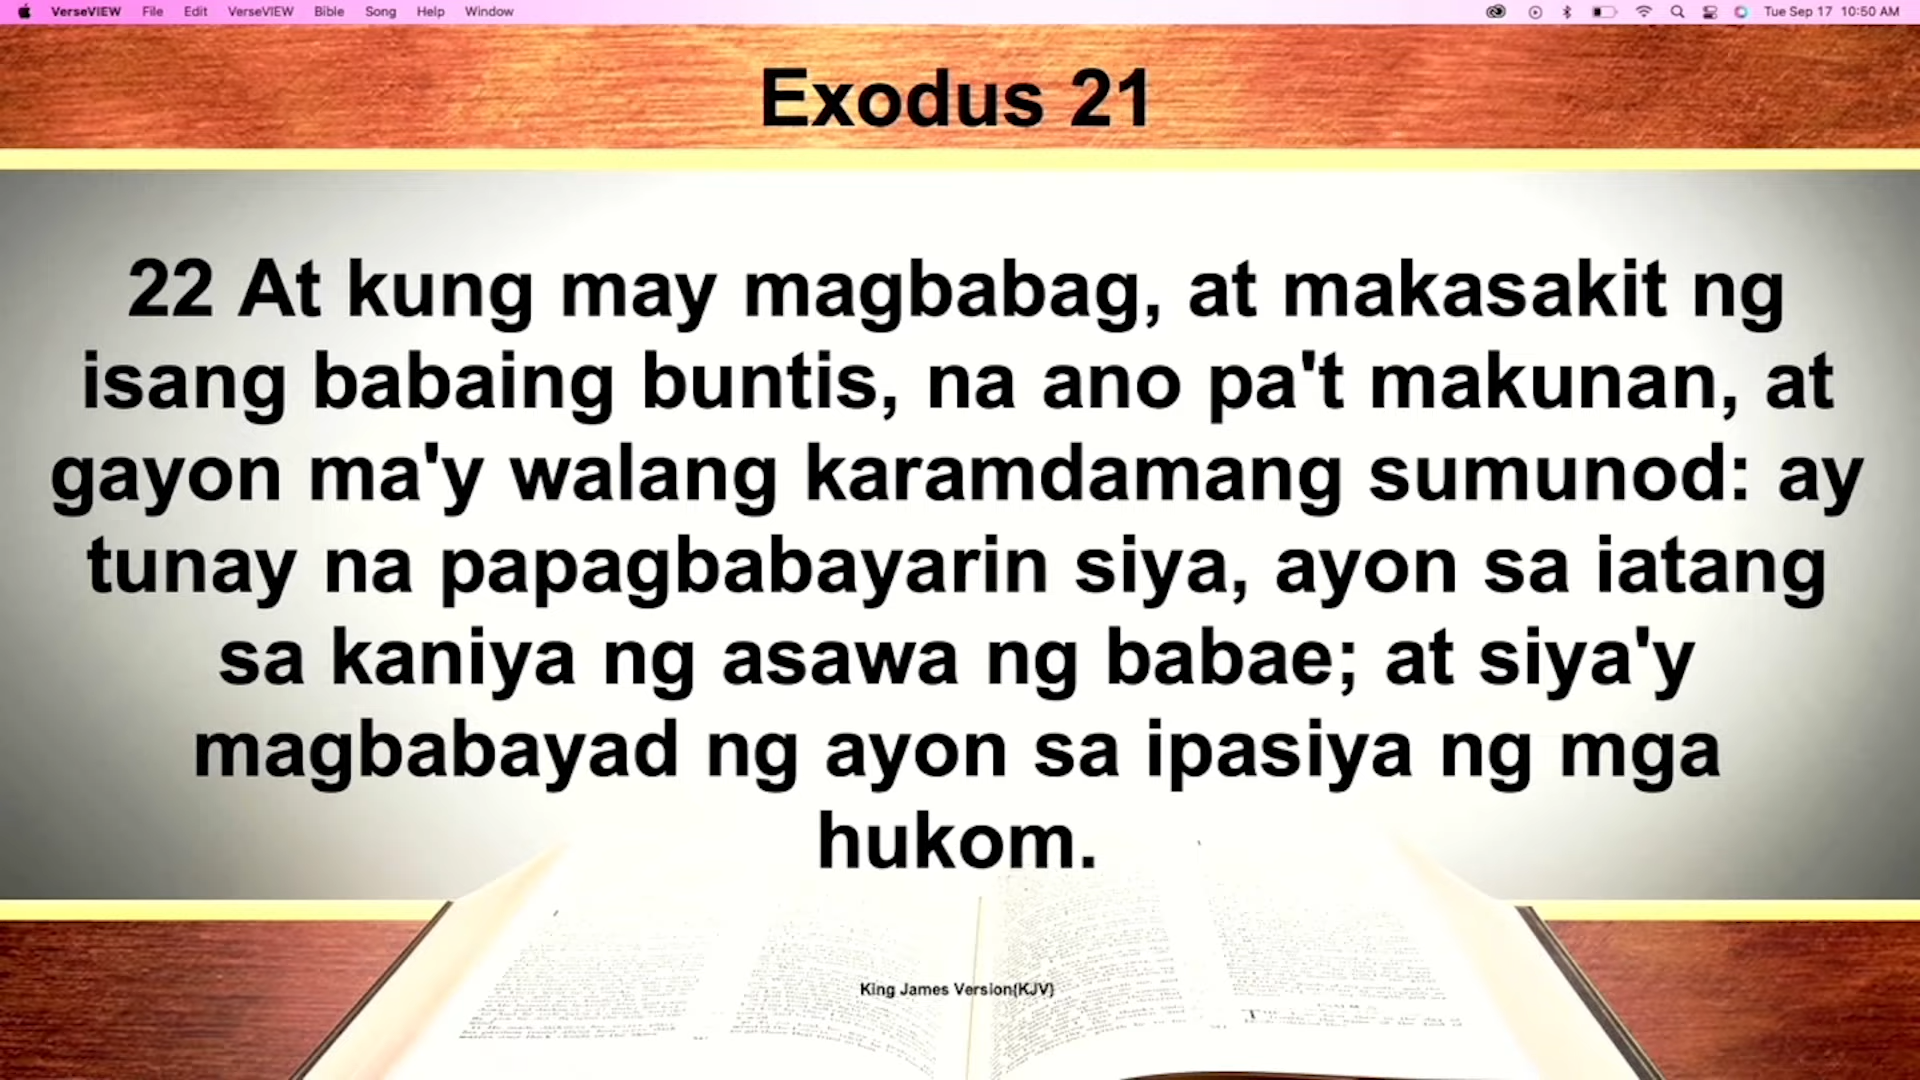 VerseVIEW File Edit VerseVIEW Bible Song Help Window Tue Sep 17 10:50 AM
Exodus 21
22 At kung may magbabag, at makasakit ng
isang babaing buntis, na ano pa't makunan, at
gayon ma'y walang karamdamang sumunod: ay
tunay na papagbabayarin siya, ayon sa iatang
sa kaniya ng asawa ng babae; at siya'y
magbabayad ng ayon sa ipasiya ng mga
hukom.
King James Version(KJV)